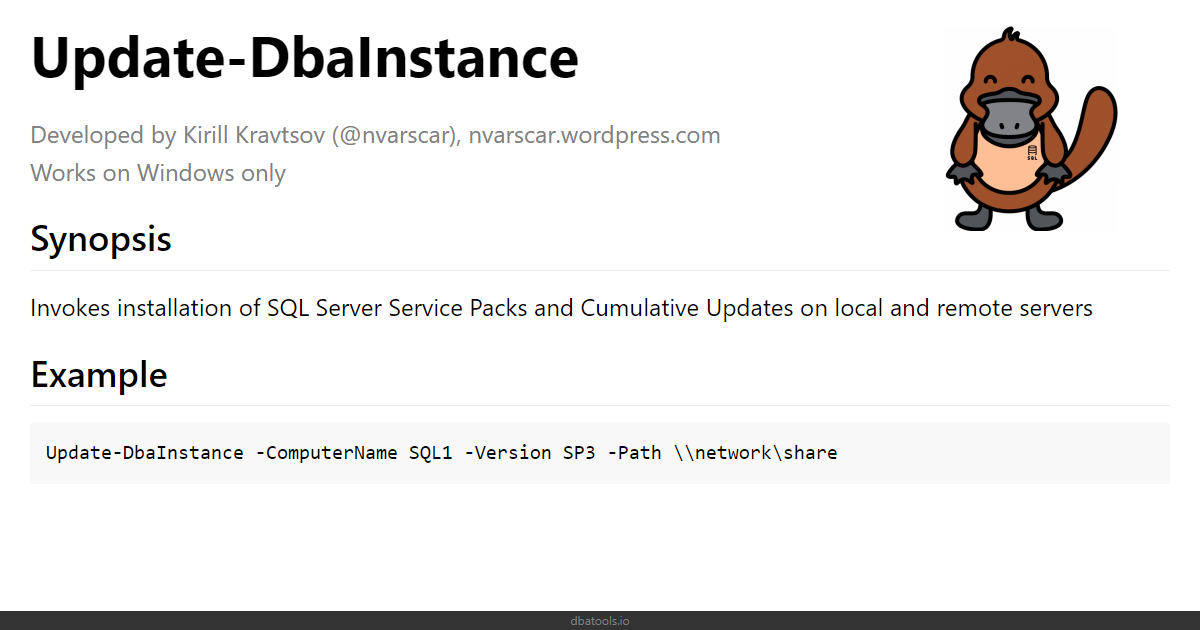 Update-DbaInstance
Developed by Kirill Kravtsov (@nvarscar), nvarscar.wordpress.com
Works on Windows only
SQL
Synopsis
Invokes installation of SQL Server Service Packs and Cumulative Updates on local and remote servers
Example
Update-DbaInstance -ComputerName SQL1 -Version SP3 -Path \\network\share
dbatools.io